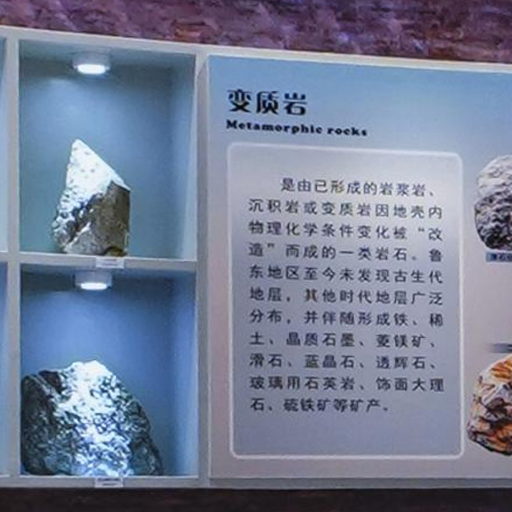 变质岩
Metamorphic rocks
是由已形成的岩浆岩、
沉积岩或变质岩因地壳内
物理化学条件变化被“改
造”而成的一类岩石。鲁
东地区至今未发现古生代
地层，其他时代地层广泛
分布，并伴随形成铁、稀
土、晶质石墨、菱镁矿、
滑石、蓝晶石、透辉石、
玻璃用石英岩、饰面大理
石、硫铁矿等矿产。